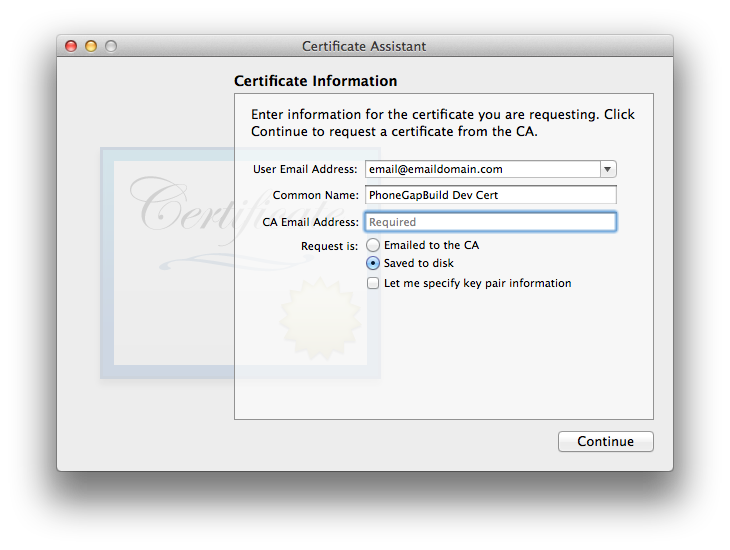 Certificate Assistant
Certificate Information
Enter information for the certificate you are requesting. Click
Continue to request a certificate from the CA.
User Email Address: email@emaildomain.com
Common Name: PhoneGapBuild Dev Cert
CA Email Address: Required
Request is: Emailed to the CA
Saved to disk
Let me specify key pair information
Certificate
Continue